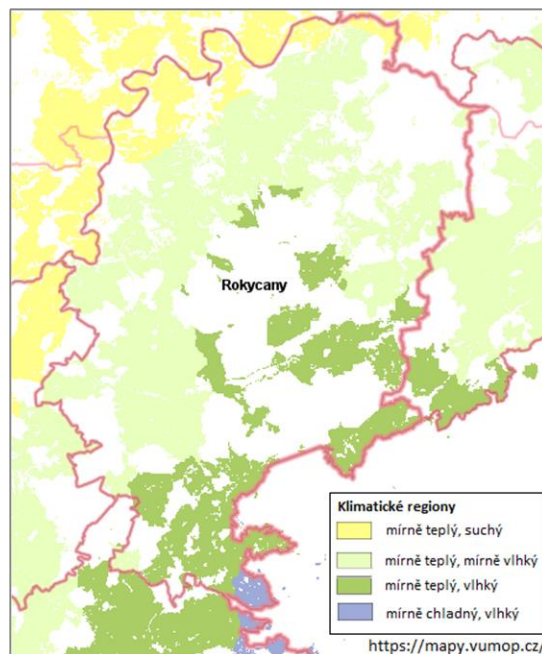 Rokycany
Klimatické regiony
mírně teplý, suchý
mírně teplý, mírně vlhký
mírně teplý, vlhký
mírně chladný, vlhký
https://mapy.vumop.cz/